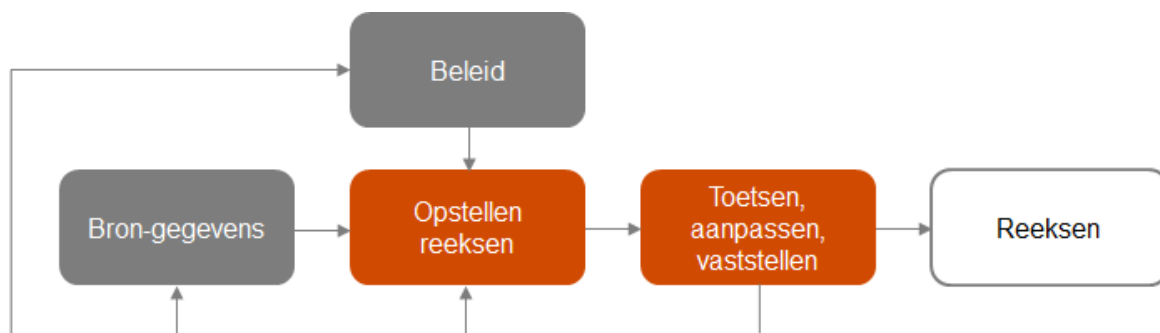 Beleid
Bron-gegevens
Opstellen
reeksen
Toetsen,
aanpassen,
vaststellen
Reeksen